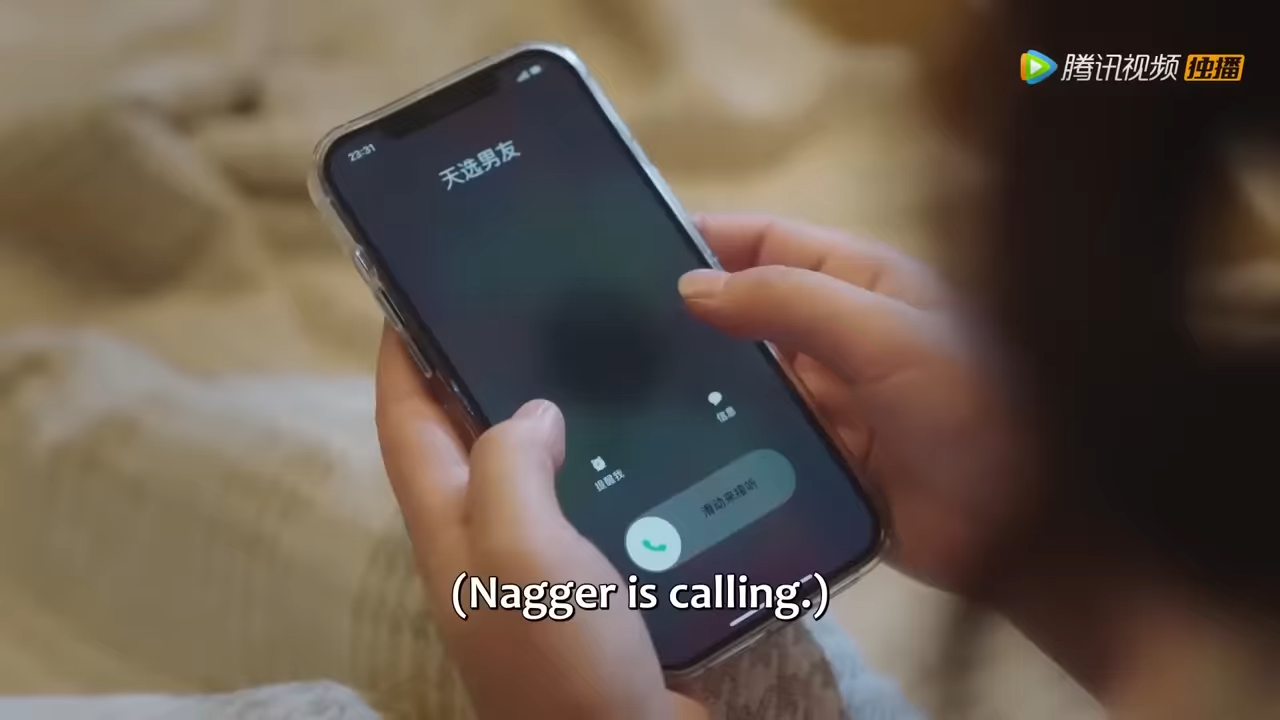 腾讯视频 独播
23:31
天选男友
信息
提醒我
滑动来接听
(Nagger is calling.)